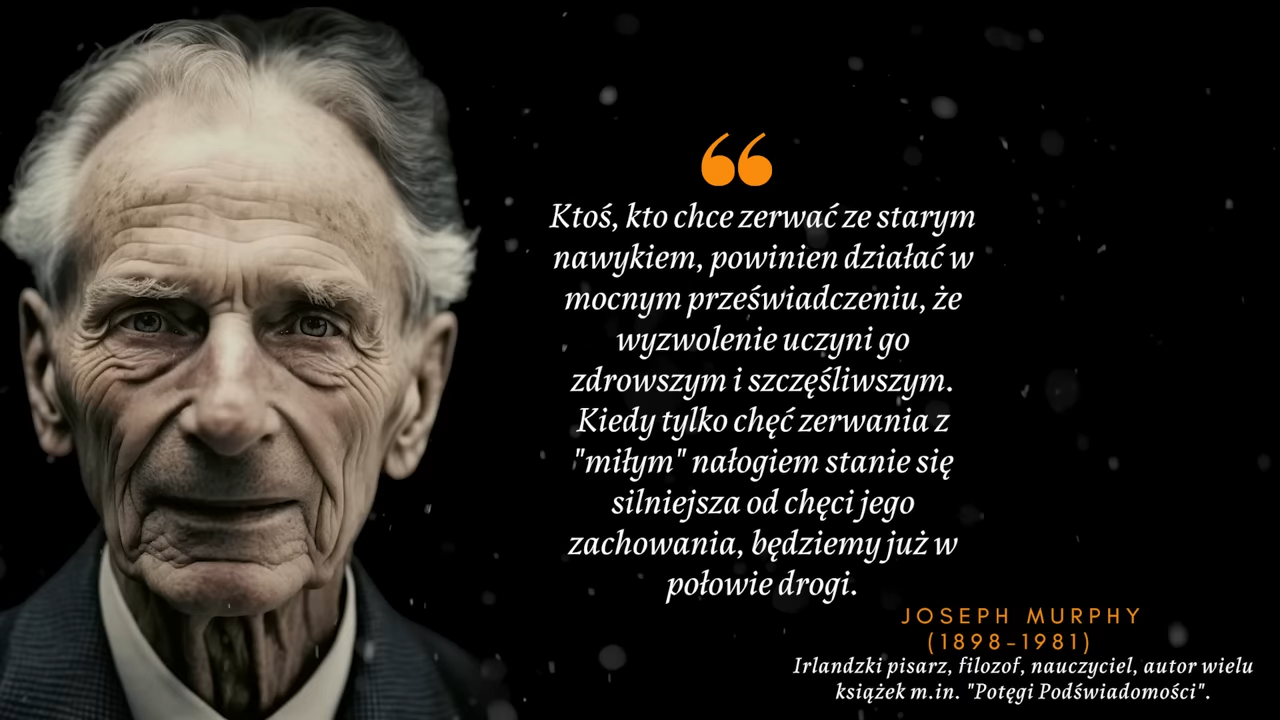 “
Ktoś, kto chce zerwać ze starym
nawykiem, powinien działać w
mocnym przeświadczeniu, że
wyzwolenie uczyni go
zdrowszym i szczęśliwszym.
Kiedy tylko chęć zerwania z
"miłym" nałogiem stanie się
silniejsza od chęci jego
zachowania, będziemy już w
połowie drogi.
JOSEPH MURPHY
(1898-1981)
Irlandzki pisarz, filozof, nauczyciel, autor wielu
książek m.in. "Potęgi Podświadomości".